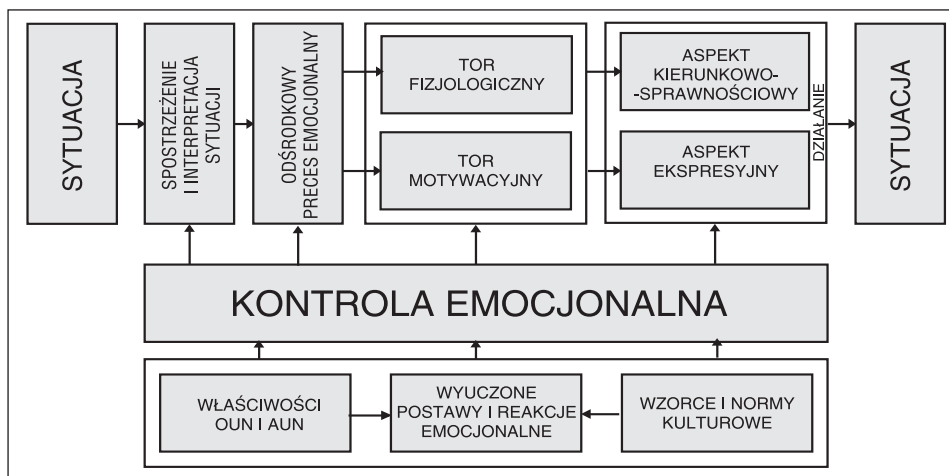 SYTUACJA
SPOSTRZEŻENIE
I INTERPRETACJA
SYTUACJI
ODŚRODKOWY
PRECES EMOCJONALNY
TOR
FIZJOLOGICZNY
TOR
MOTYWACYJNY
ASPEKT
KIERUNKOWO-
-SPRAWNOŚCIOWY
ASPEKT
EKSPRESYJNY
DZIAŁANIE
SYTUACJA
KONTROLA EMOCJONALNA
WŁAŚCIWOŚCI
OUN I AUN
WYUCZONE
POSTAWY I REAKCJE
EMOCJONALNE
WZORCE I NORMY
KULTUROWE